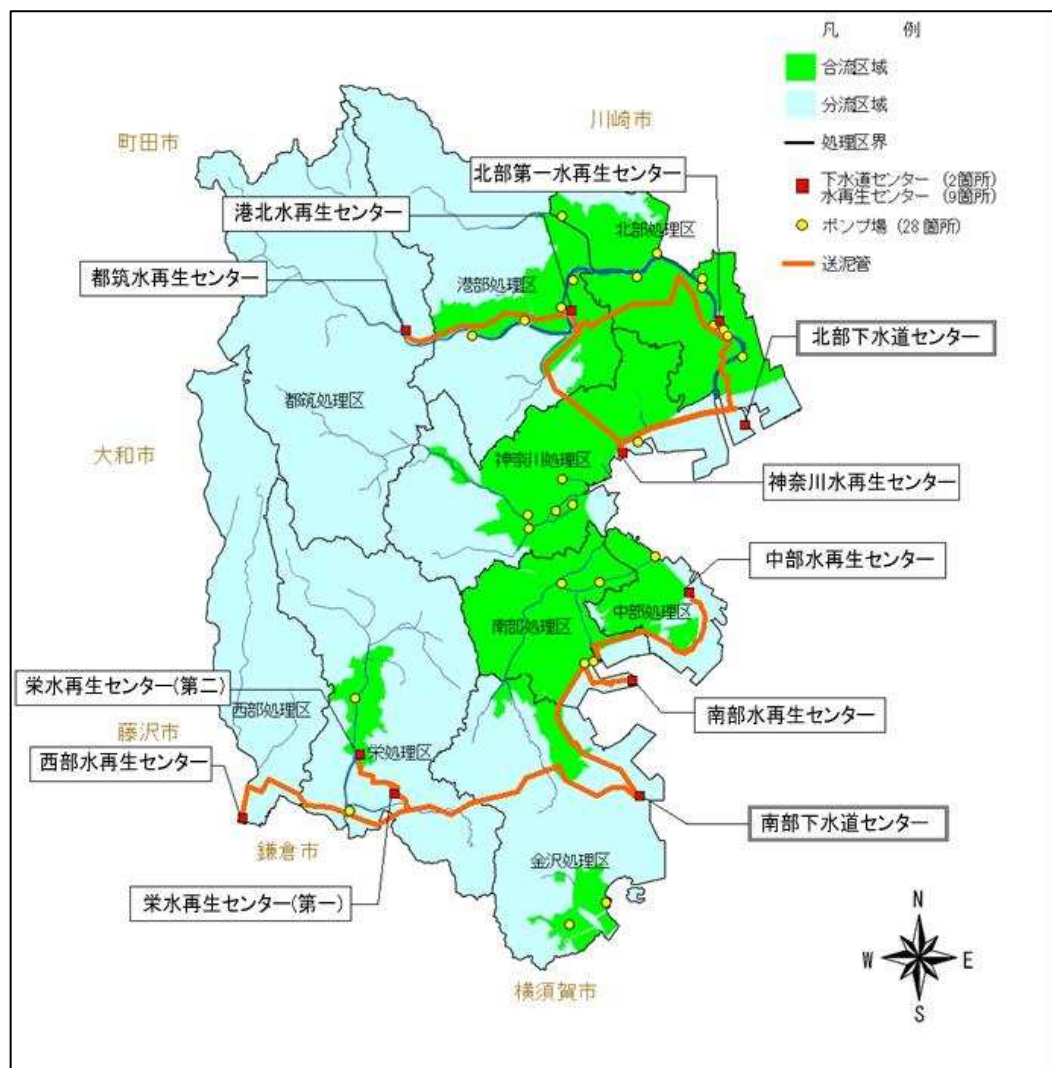 凡 例
合流区域
分流区域
処理区界
下水道センター (2箇所)
水再生センター (9箇所)
ポンプ場 (28箇所)
送泥管
川崎市
町田市
北部第一水再生センター
港北水再生センター
北部処理区
都筑水再生センター
港部処理区
北部下水道センター
都筑処理区
大和市
神奈川処理区
神奈川水再生センター
中部水再生センター
中部処理区
南部処理区
栄水再生センター(第二)
西部処理区
南部水再生センター
藤沢市
栄処理区
西部水再生センター
南部下水道センター
鎌倉市
金沢処理区
栄水再生センター(第一)
横須賀市
N
W
E
S